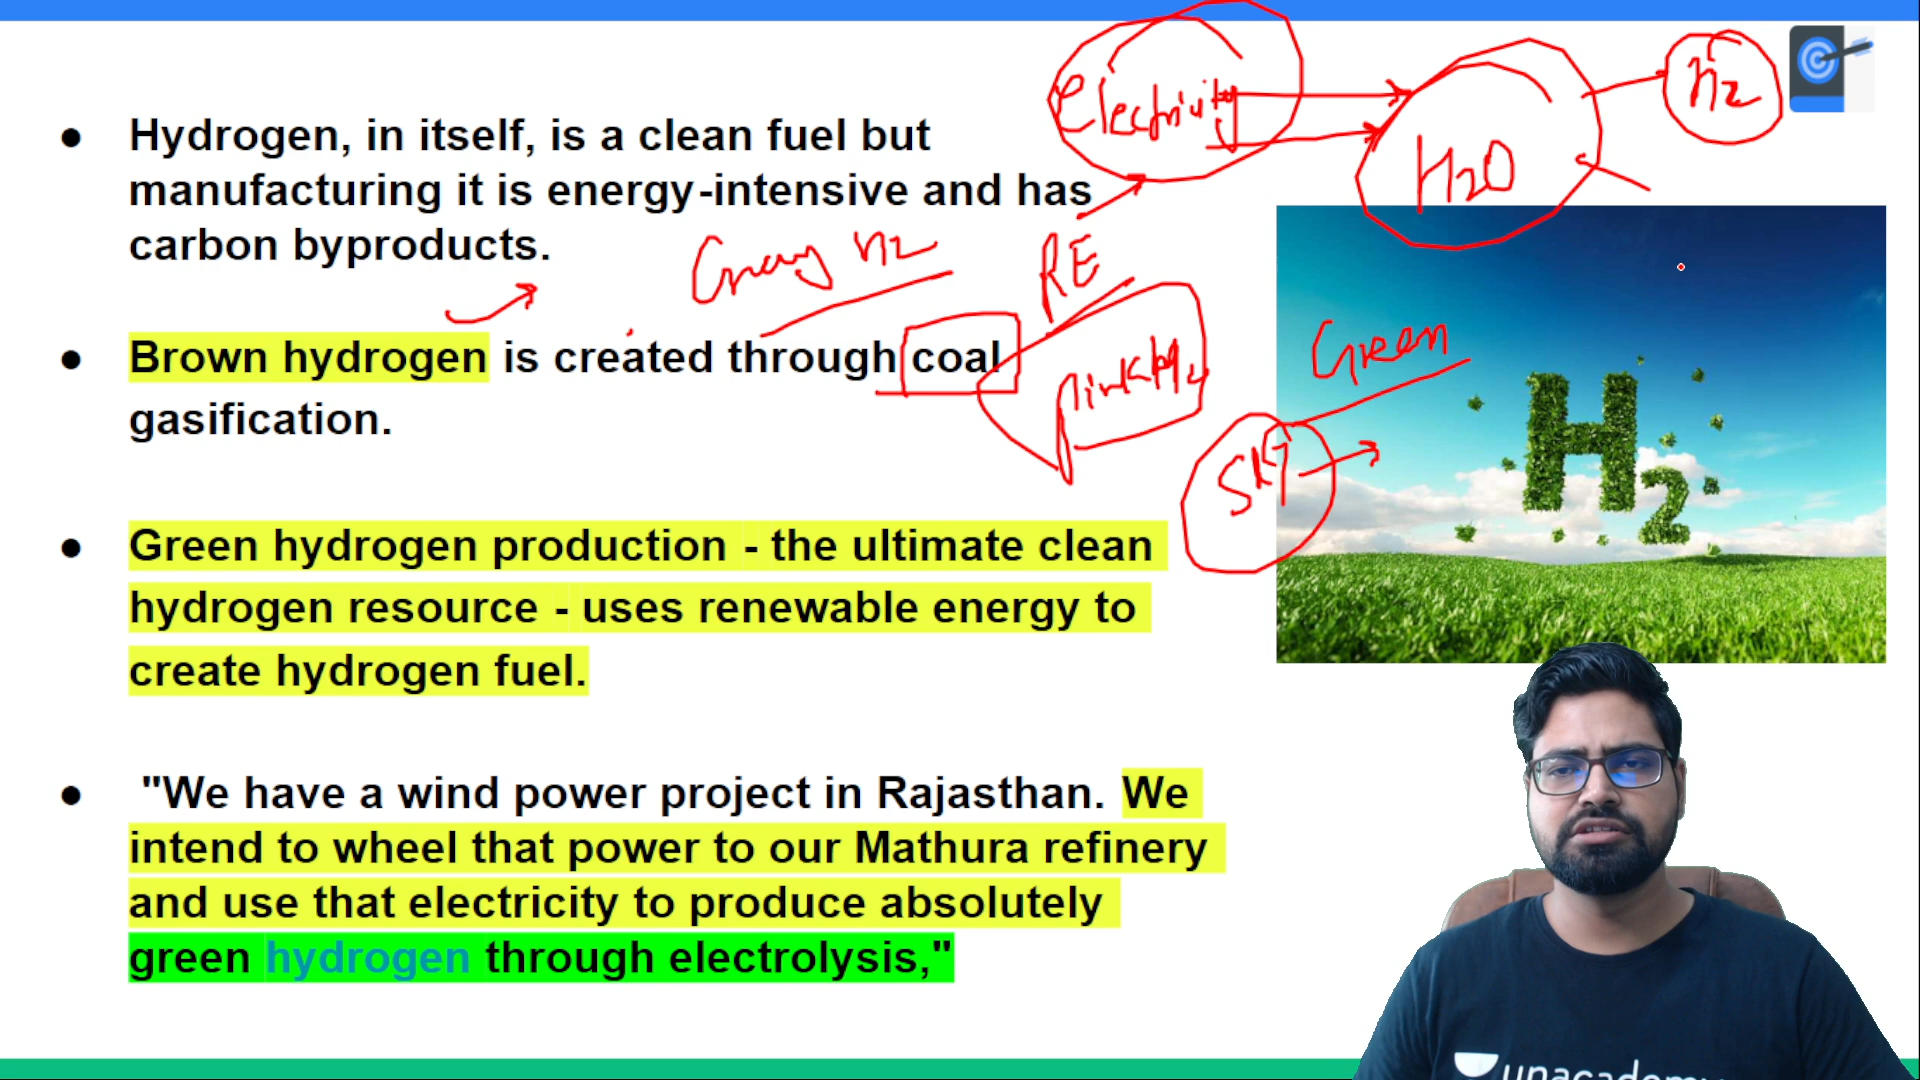 Electricity
H2O
H2
● Hydrogen, in itself, is a clean fuel but
manufacturing it is energy-intensive and has
carbon byproducts.
Gray H2
RE
● Brown hydrogen is created through coal
gasification.
Pink H2
Green
H2
● Green hydrogen production - the ultimate clean
hydrogen resource - uses renewable energy to
create hydrogen fuel.
● "We have a wind power project in Rajasthan. We
intend to wheel that power to our Mathura refinery
and use that electricity to produce absolutely
green hydrogen through electrolysis,"
unacademy